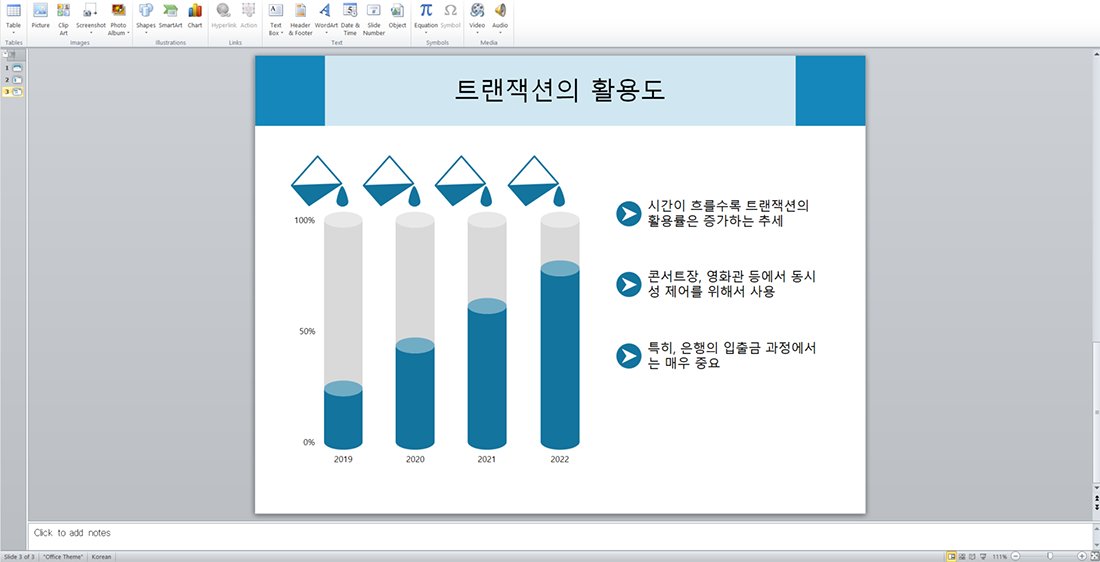 Table
Picture
Clip
Art
Screenshot
Photo
Album
Shapes
SmartArt
Chart
Hyperlink
Action
Text
Box
Header
& Footer
WordArt
Date &
Time
Slide
Number
Object
Equation
Symbol
Video
Audio
Tables
Images
Illustrations
Links
Text
Symbols
Media
1
2
3
트랜잭션의 활용도
100%
50%
0%
2019
2020
2021
2022
시간이 흐를수록 트랜잭션의
활용률은 증가하는 추세
콘서트장, 영화관 등에서 동시
성 제어를 위해서 사용
특히, 은행의 입출금 과정에서
는 매우 중요
Click to add notes
Slide 3 of 3
"Office Theme"
Korean
111%